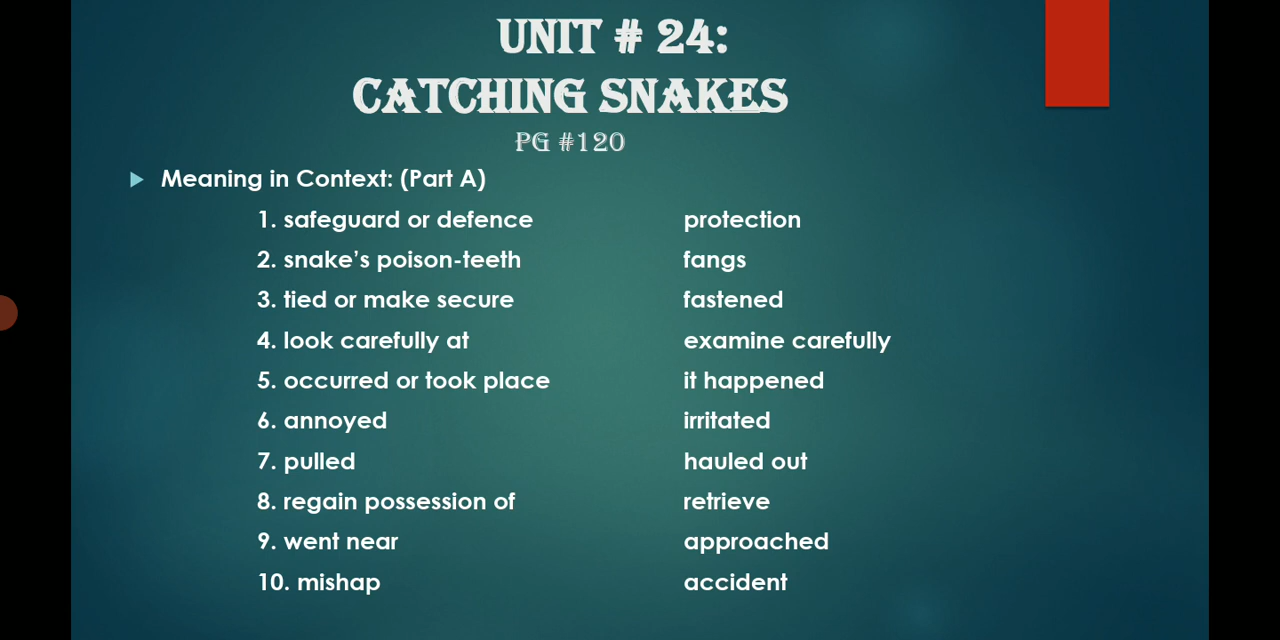 UNIT # 24:
CATCHING SNAKES
PG #120
Meaning in Context: (Part A)
1. safeguard or defence protection
2. snake’s poison-teeth fangs
3. tied or make secure fastened
4. look carefully at examine carefully
5. occurred or took place it happened
6. annoyed irritated
7. pulled hauled out
8. regain possession of retrieve
9. went near approached
10. mishap accident